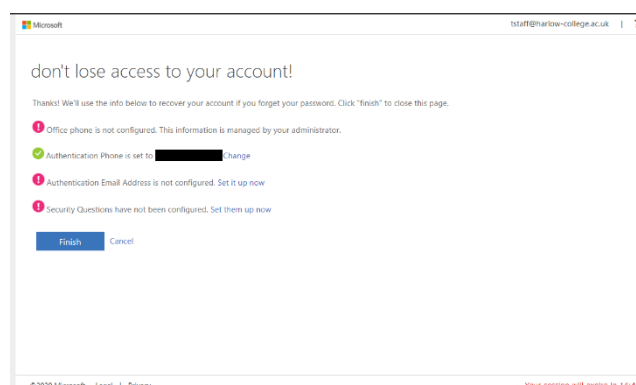 Microsoft
tstaff@harlow-college.ac.uk |
don't lose access to your account!
Thanks! We'll use the info below to recover your account if you forget your password. Click "finish" to close this page.
Office phone is not configured. This information is managed by your administrator.
Authentication Phone is set to Change
Authentication Email Address is not configured. Set it up now
Security Questions have not been configured. Set them up now
Finish Cancel
©2020 Microsoft Legal | Privacy
Your session will expire in